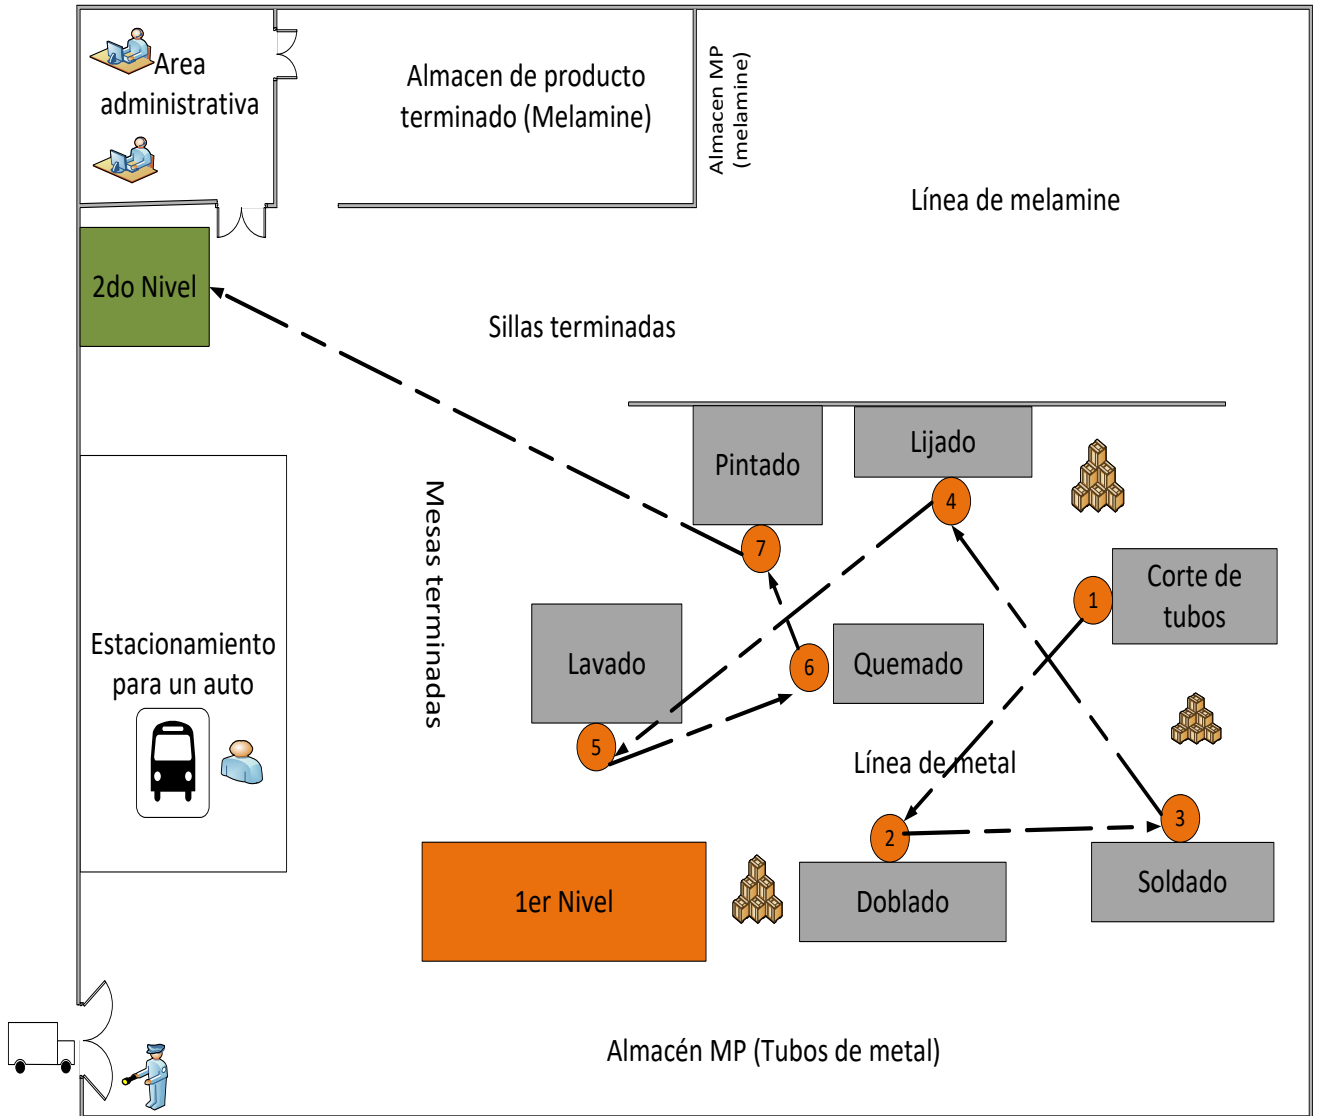 Area
administrativa
Almacen de producto
terminado (Melamine)
Almacen MP
(melamine)
Línea de melamine
2do Nivel
Sillas terminadas
Pintado
Lijado
4
7
Mesas terminadas
1
Corte de
tubos
Estacionamiento
para un auto
Lavado
6
Quemado
5
Línea de metal
2
3
1er Nivel
Doblado
Soldado
Almacén MP (Tubos de metal)